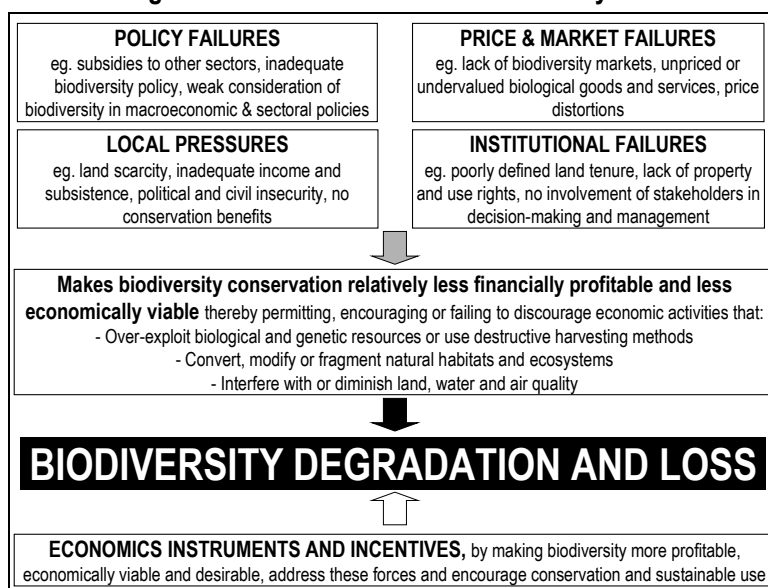 POLICY FAILURES
eg. subsidies to other sectors, inadequate
biodiversity policy, weak consideration of
biodiversity in macroeconomic & sectoral policies
PRICE & MARKET FAILURES
eg. lack of biodiversity markets, unpriced or
undervalued biological goods and services, price
distortions
LOCAL PRESSURES
eg. land scarcity, inadequate income and
subsistence, political and civil insecurity, no
conservation benefits
INSTITUTIONAL FAILURES
eg. poorly defined land tenure, lack of property
and use rights, no involvement of stakeholders in
decision-making and management
Makes biodiversity conservation relatively less financially profitable and less
economically viable thereby permitting, encouraging or failing to discourage economic activities that:
- Over-exploit biological and genetic resources or use destructive harvesting methods
- Convert, modify or fragment natural habitats and ecosystems
- Interfere with or diminish land, water and air quality
BIODIVERSITY DEGRADATION AND LOSS
ECONOMICS INSTRUMENTS AND INCENTIVES, by making biodiversity more profitable,
economically viable and desirable, address these forces and encourage conservation and sustainable use